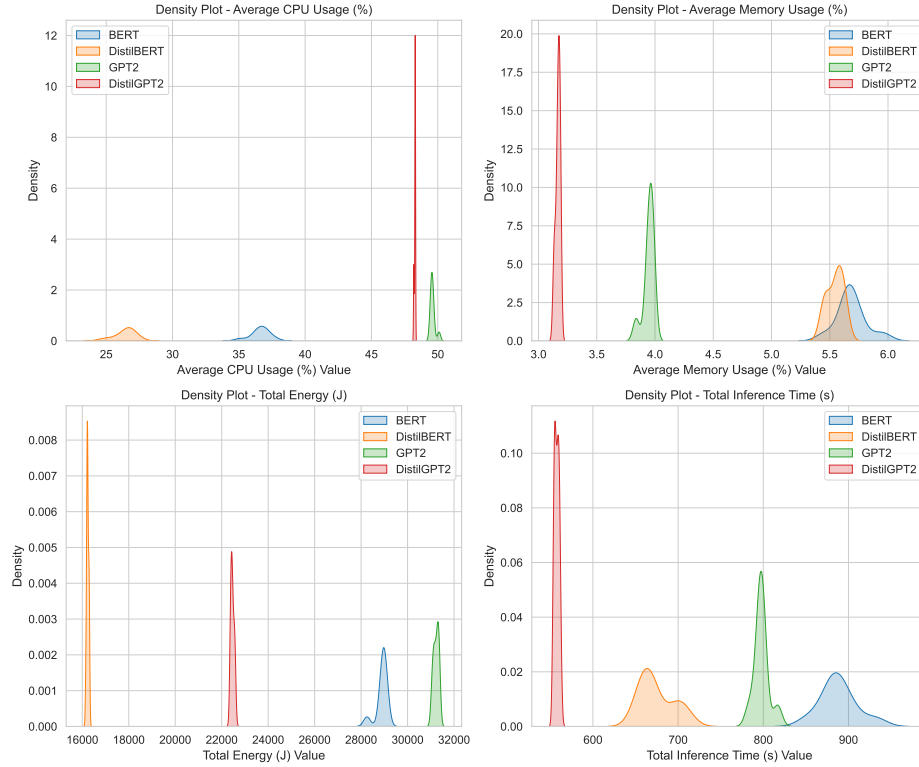 Density Plot - Average CPU Usage (%)
12
10
8
6
4
2
0
Density
BERT
DistilBERT
GPT2
DistilGPT2
25 30 35 40 45 50
Average CPU Usage (%) Value
Density Plot - Average Memory Usage (%)
20.0
17.5
15.0
12.5
10.0
7.5
5.0
2.5
0.0
Density
BERT
DistilBERT
GPT2
DistilGPT2
3.0 3.5 4.0 4.5 5.0 5.5 6.0
Average Memory Usage (%) Value
Density Plot - Total Energy (J)
0.008
0.007
0.006
0.005
0.004
0.003
0.002
0.001
0.000
Density
BERT
DistilBERT
GPT2
DistilGPT2
16000 18000 20000 22000 24000 26000 28000 30000 32000
Total Energy (J) Value
Density Plot - Total Inference Time (s)
0.10
0.08
0.06
0.04
0.02
0.00
Density
BERT
DistilBERT
GPT2
DistilGPT2
600 700 800 900
Total Inference Time (s) Value